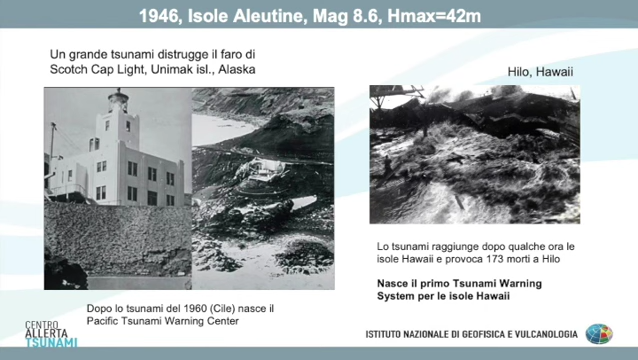 1946, Isole Aleutine, Mag 8.6, Hmax=42m
Un grande tsunami distrugge il faro di
Scotch Cap Light, Unimak isl., Alaska
Hilo, Hawaii
Lo tsunami raggiunge dopo qualche ora le
isole Hawaii e provoca 173 morti a Hilo
Nasce il primo Tsunami Warning
System per le isole Hawaii
Dopo lo tsunami del 1960 (Cile) nasce il
Pacific Tsunami Warning Center
CENTRO
ALLERTA
TSUNAMI
ISTITUTO NAZIONALE DI GEOFISICA E VULCANOLOGIA